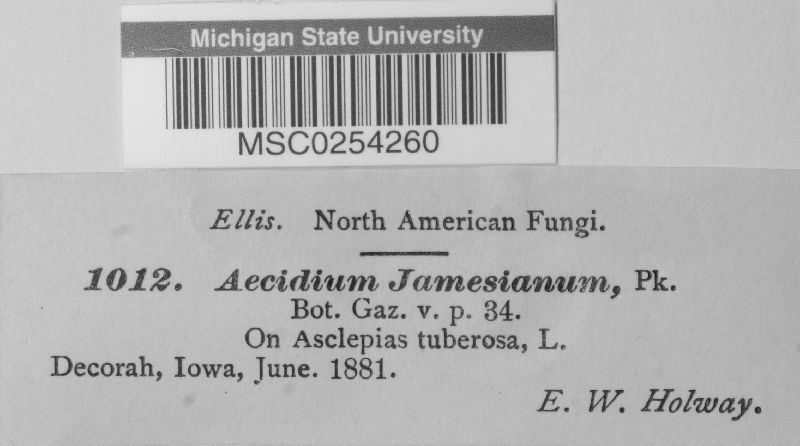 Michigan State University
MSC0254260
Ellis. North American Fungi.
1012. Aecidium Jamesianum, Pk.
Bot. Gaz. v. p. 34.
On Asclepias tuberosa, L.
Decorah, Iowa, June. 1881.
E. W. Holway.